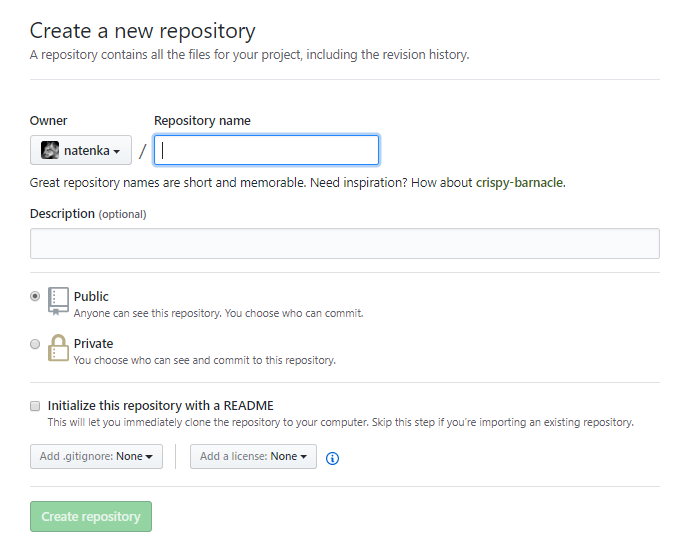 Create a new repository
A repository contains all the files for your project, including the revision history.
Owner Repository name
natenka /
Great repository names are short and memorable. Need inspiration? How about crispy-barnacle.
Description (optional)
Public
Anyone can see this repository. You choose who can commit.
Private
You choose who can see and commit to this repository.
Initialize this repository with a README
This will let you immediately clone the repository to your computer. Skip this step if you're importing an existing repository.
Add .gitignore: None Add a license: None
Create repository